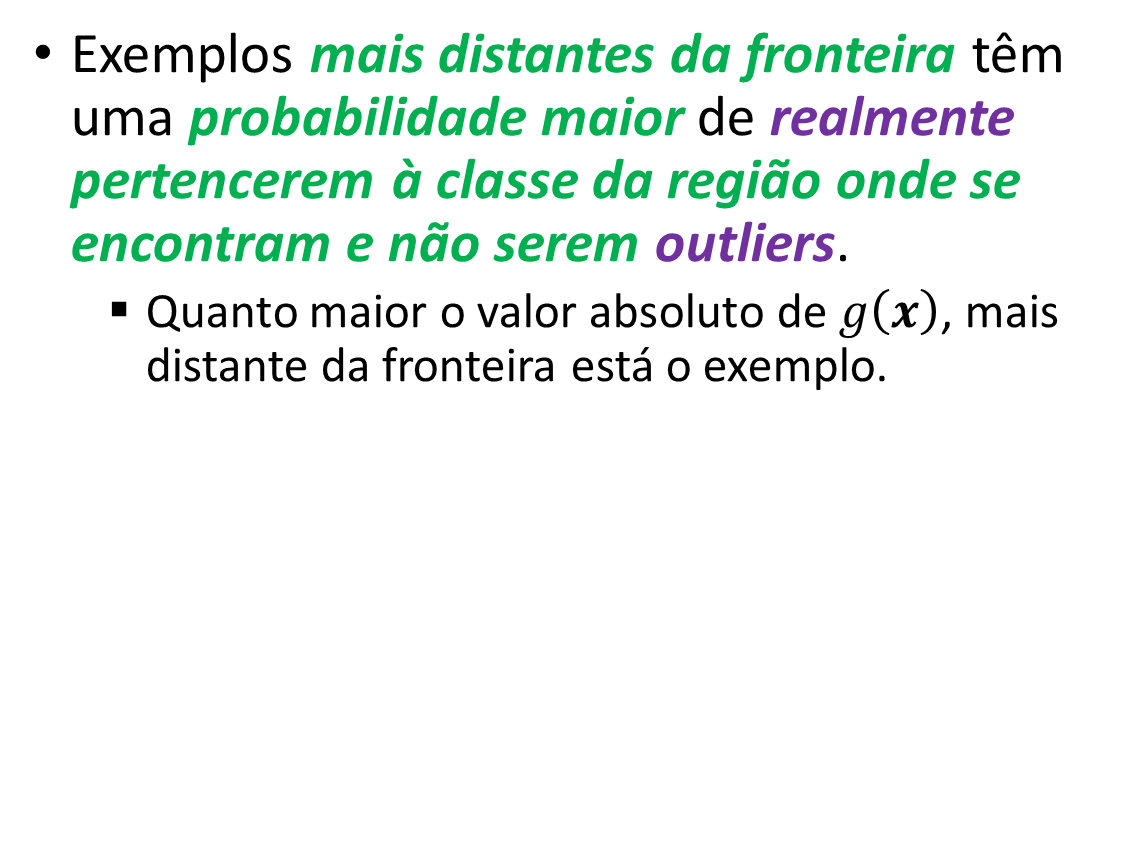 • Exemplos mais distantes da fronteira têm
uma probabilidade maior de realmente
pertencerem à classe da região onde se
encontram e não serem outliers.
▪ Quanto maior o valor absoluto de g(x), mais
distante da fronteira está o exemplo.